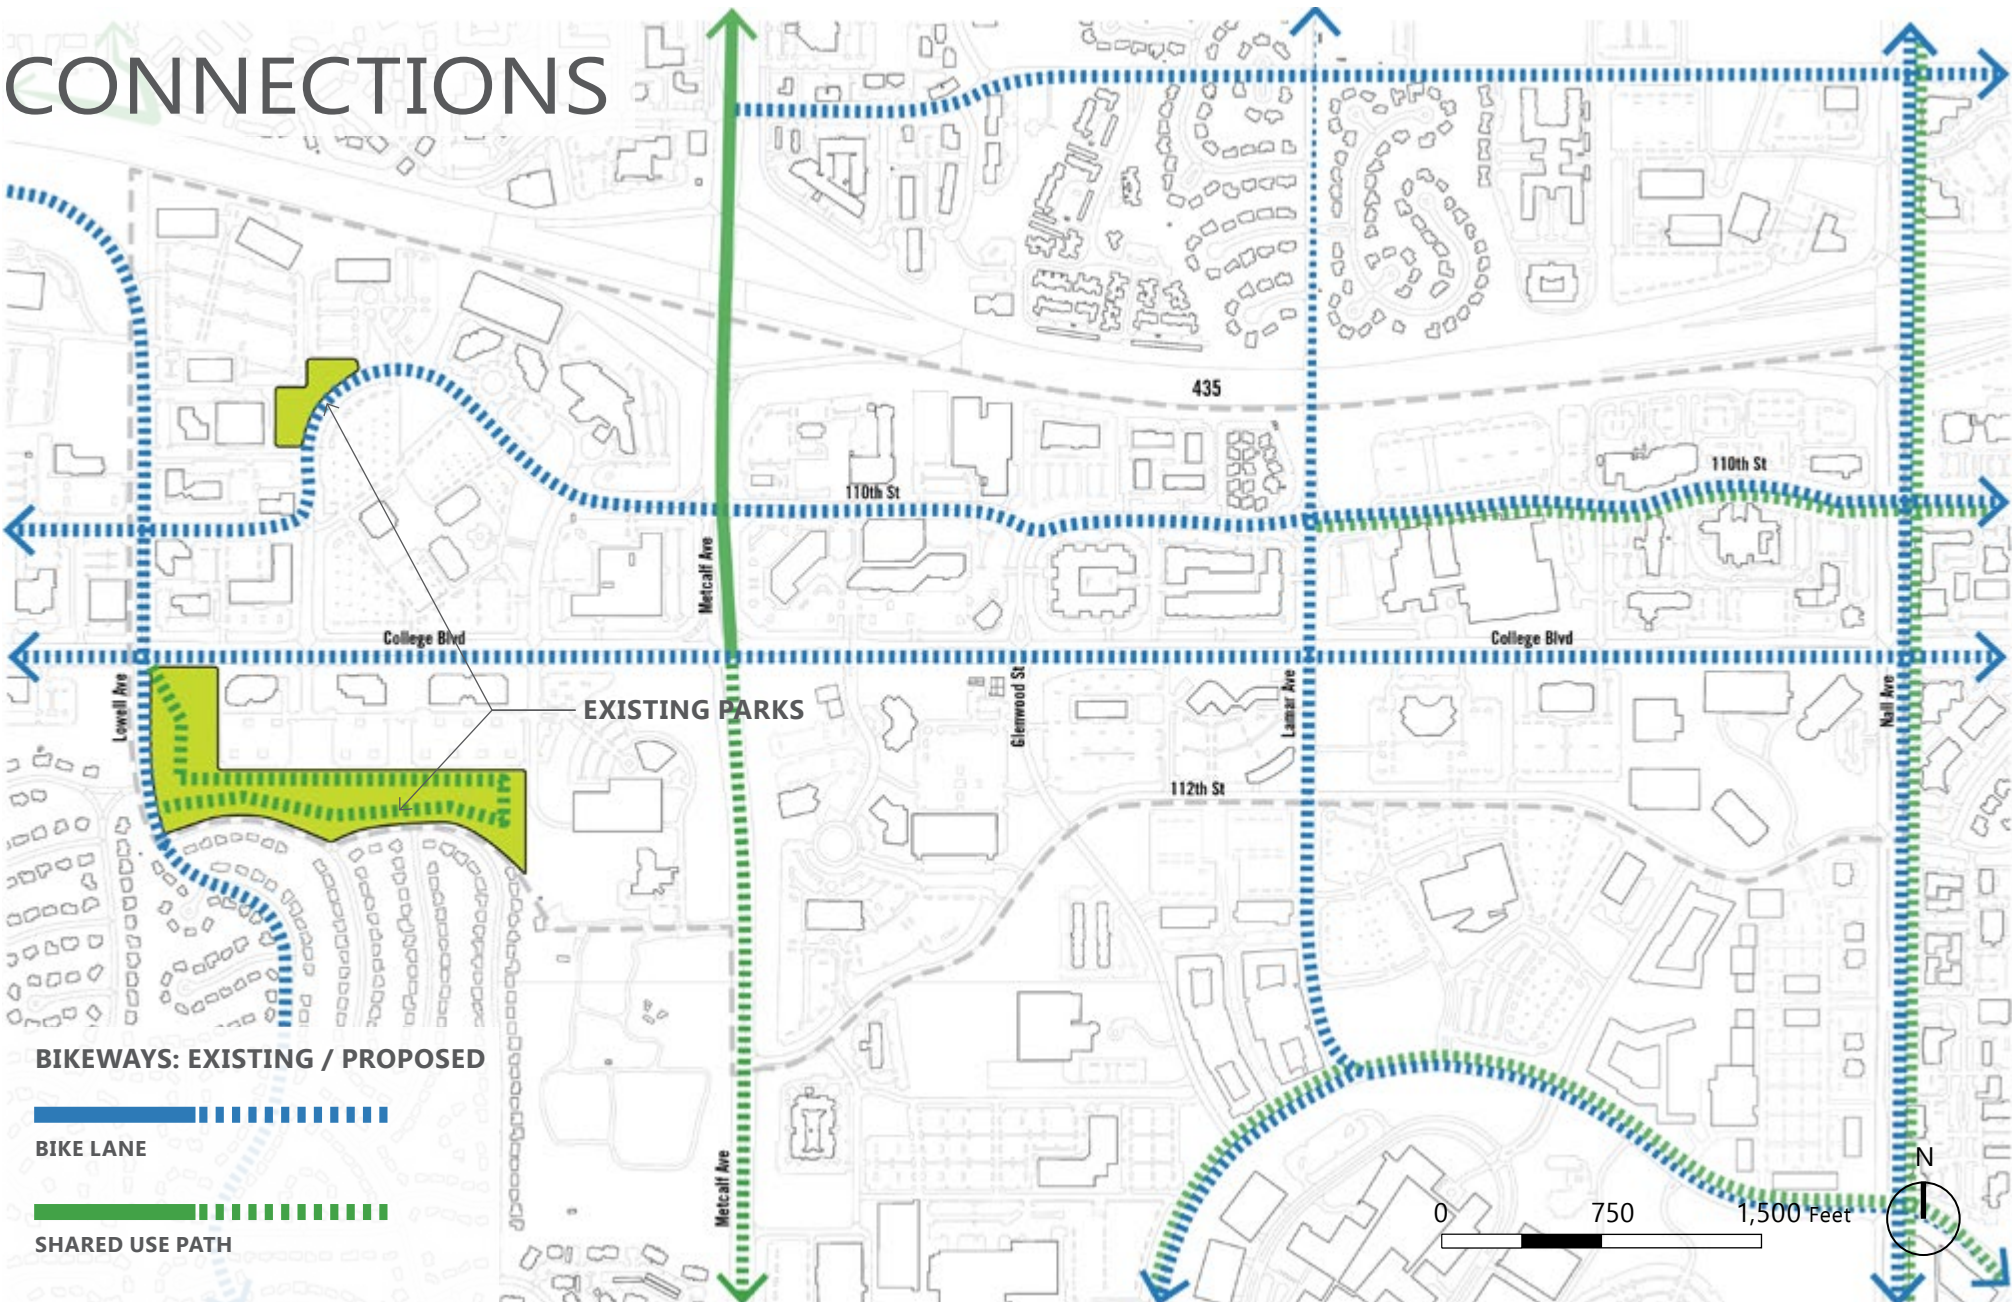 CONNECTIONS
435
110th St
110th St
Metcalf Ave
College Blvd
College Blvd
Lowell Ave
EXISTING PARKS
Glenwood St
Lamar Ave
Nall Ave
112th St
BIKEWAYS: EXISTING / PROPOSED
BIKE LANE
SHARED USE PATH
Metcalf Ave
N
0 750 1,500 Feet